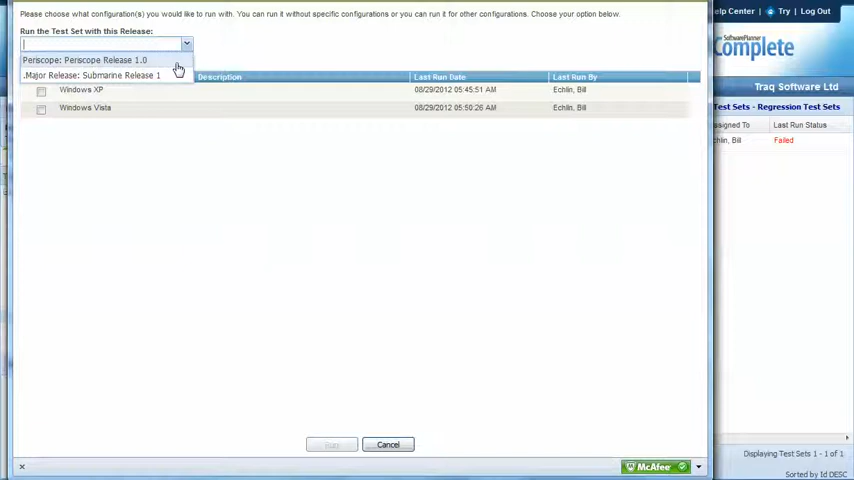 Please choose what configuration(s) you would like to run with. You can run it without specific configurations or you can run it for other configurations. Choose your option below.
Help Center Try Log Out
Run the Test Set with this Release:
SoftwarePlanner
Complete
Periscope: Periscope Release 1.0
.Major Release: Submarine Release 1
Description Last Run Date Last Run By
Traq Software Ltd
Windows XP 08/29/2012 05:45:51 AM Echlin, Bill
Windows Vista 08/29/2012 05:50:26 AM Echlin, Bill
Test Sets - Regression Test Sets
ssigned To Last Run Status
chlin, Bill Failed
Run Cancel
Displaying Test Sets 1 - 1 of 1
McAfee
Sorted by Id DESC